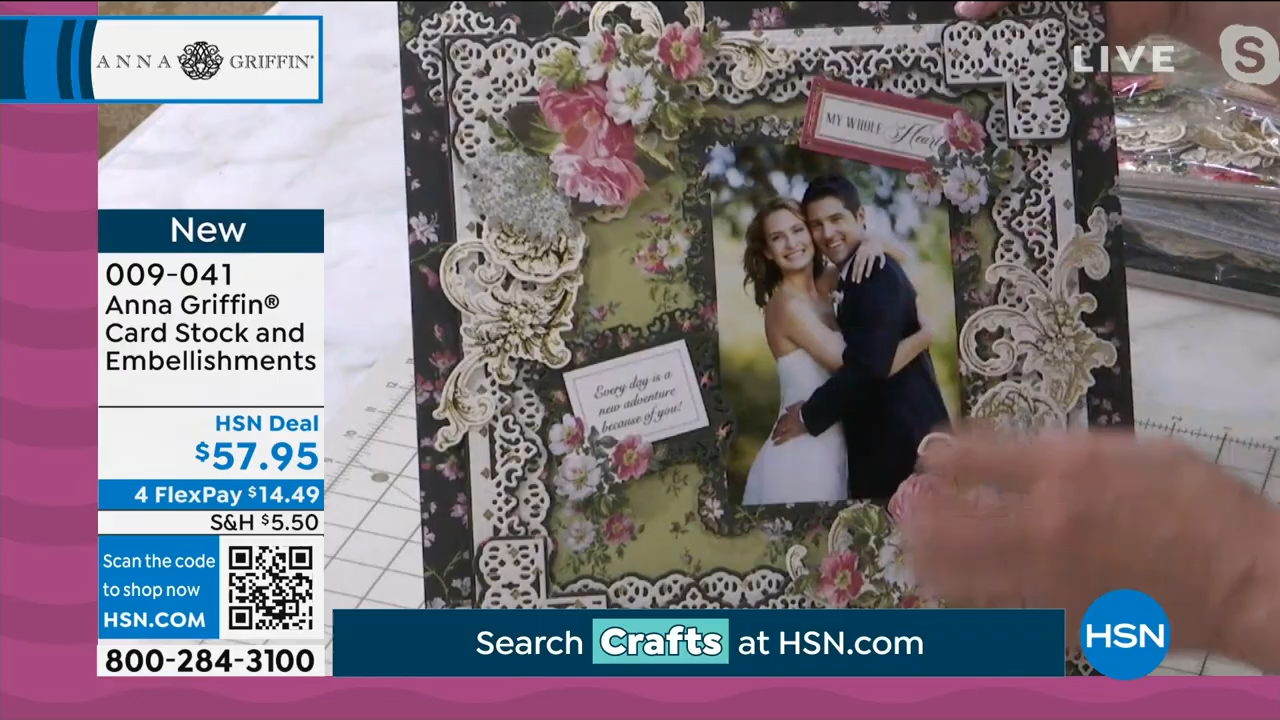 ANNA GRIFFIN®
LIVE
S
New
009-041
Anna Griffin®
Card Stock and
Embellishments
HSN Deal
$57.95
4 FlexPay $14.49
S&H $5.50
Scan the code
to shop now
HSN.COM
800-284-3100
MY WHOLE Heart
Every day is a
new adventure
because of you!
Search Crafts at HSN.com
HSN